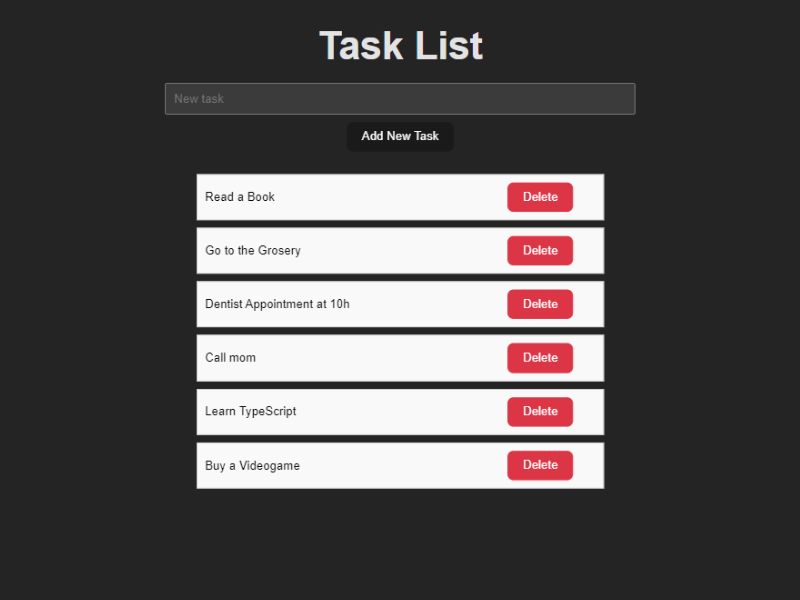 Task List
New task
Add New Task
Read a Book
Delete
Go to the Grosery
Delete
Dentist Appointment at 10h
Delete
Call mom
Delete
Learn TypeScript
Delete
Buy a Videogame
Delete